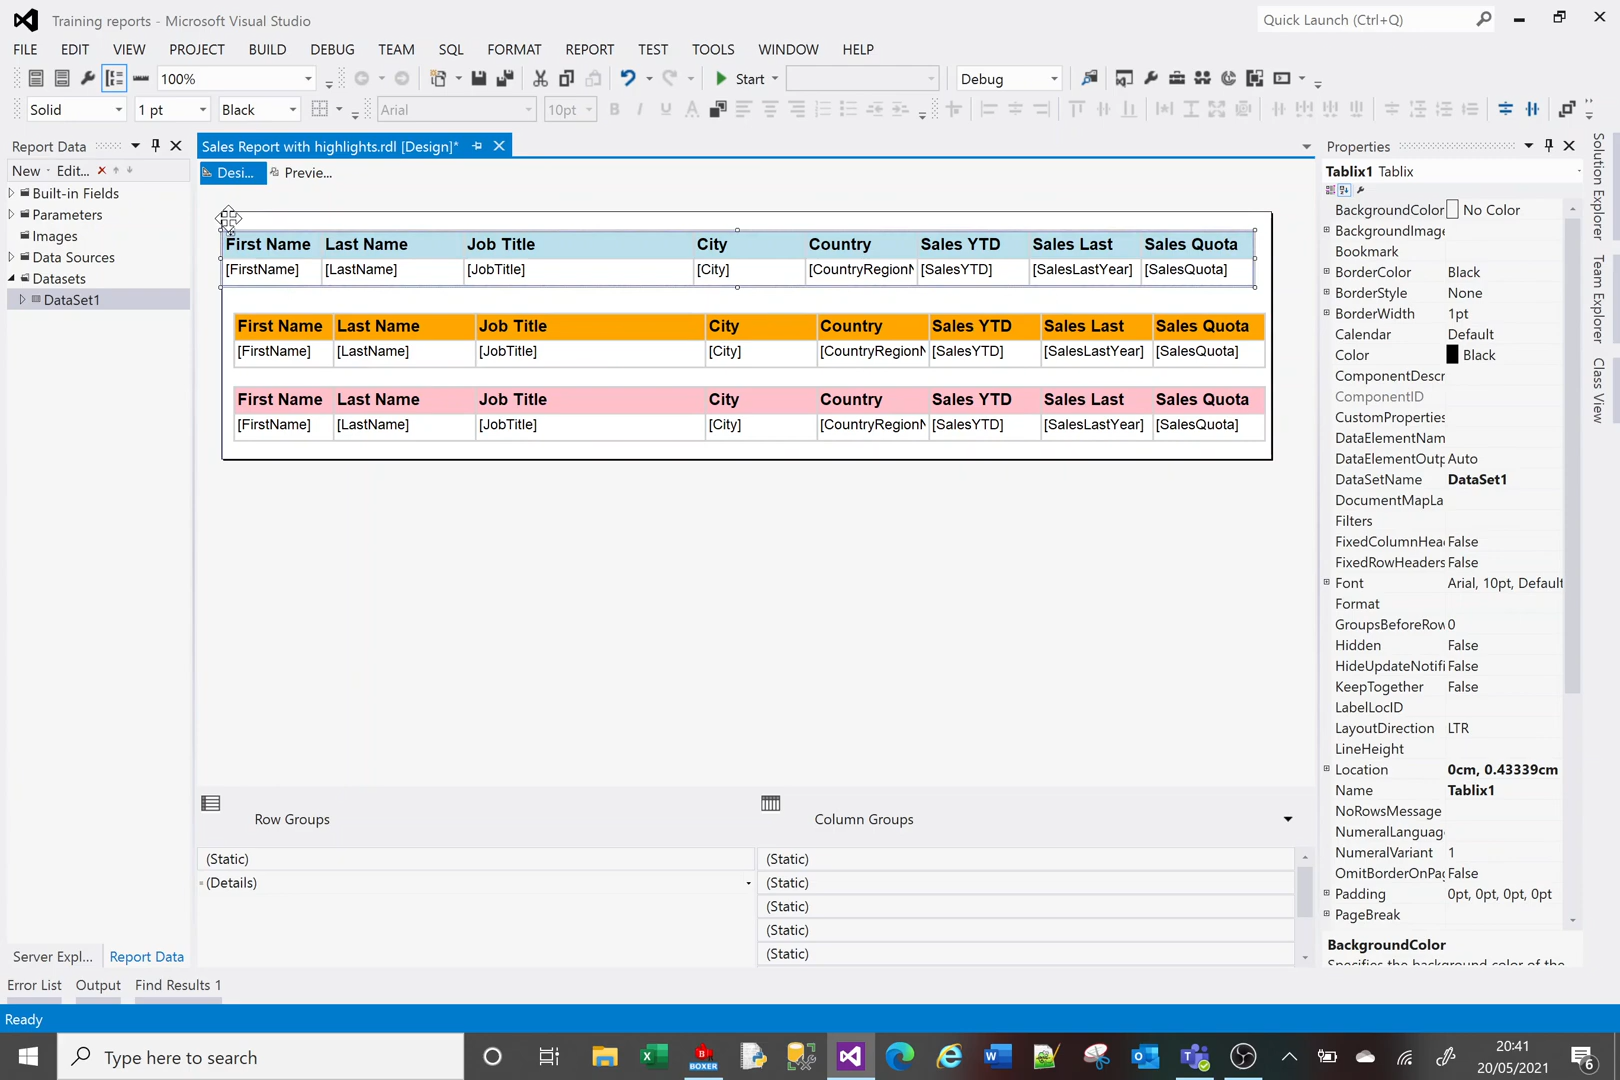 Training reports - Microsoft Visual Studio
Quick Launch (Ctrl+Q)
FILE EDIT VIEW PROJECT BUILD DEBUG TEAM SQL FORMAT REPORT TEST TOOLS WINDOW HELP
100% Start Debug
Solid 1 pt Black Arial 10pt B I U A
Report Data
Sales Report with highlights.rdl [Design]*
Properties
New Edit...
Desi... Previe...
Tablix1 Tablix
Built-in Fields
Parameters
Images
Data Sources
Datasets
DataSet1
First Name Last Name Job Title City Country Sales YTD Sales Last Sales Quota
[FirstName] [LastName] [JobTitle] [City] [CountryRegionN [SalesYTD] [SalesLastYear] [SalesQuota]
First Name Last Name Job Title City Country Sales YTD Sales Last Sales Quota
[FirstName] [LastName] [JobTitle] [City] [CountryRegionN [SalesYTD] [SalesLastYear] [SalesQuota]
First Name Last Name Job Title City Country Sales YTD Sales Last Sales Quota
[FirstName] [LastName] [JobTitle] [City] [CountryRegionN [SalesYTD] [SalesLastYear] [SalesQuota]
BackgroundColor No Color
BackgroundImage
Bookmark
BorderColor Black
BorderStyle None
BorderWidth 1pt
Calendar Default
Color Black
ComponentDescr
ComponentID
CustomProperties
DataElementNam
DataElementOutp Auto
DataSetName DataSet1
DocumentMapLa
Filters
FixedColumnHea False
FixedRowHeaders False
Font Arial, 10pt, Default
Format
GroupsBeforeRow 0
Hidden False
HideUpdateNotifi False
KeepTogether False
LabelLocID
LayoutDirection LTR
LineHeight
Location 0cm, 0.43339cm
Name Tablix1
NoRowsMessage
NumeralLanguag
NumeralVariant 1
OmitBorderOnPag False
Padding 0pt, 0pt, 0pt, 0pt
PageBreak
BackgroundColor
Specifies the background color of the
Solution Explorer
Team Explorer
Class View
Row Groups
Column Groups
(Static)
(Details)
(Static)
(Static)
(Static)
(Static)
(Static)
Server Expl... Report Data
Error List Output Find Results 1
Ready
Type here to search
BOXER
20:41
20/05/2021
6